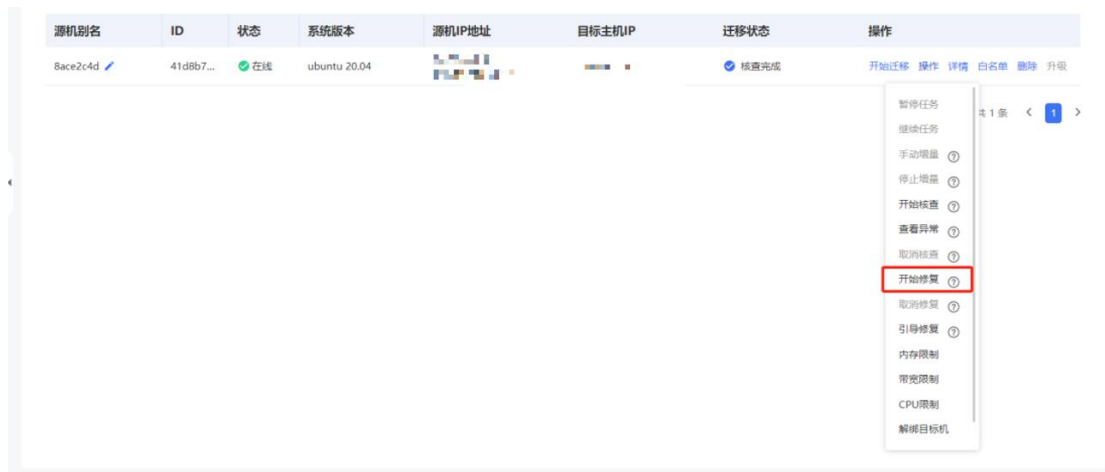 源机别名 ID 状态 系统版本 源机IP地址 目标主机IP 迁移状态 操作
8ace2c4d 41d8b7... 在线 ubuntu 20.04 核查完成 开始迁移 操作 详情 白名单 删除 升级
暂停任务
共 1 条 1
继续任务
手动增量
停止增量
开始核查
查看异常
取消核查
开始修复
取消修复
引导修复
内存限制
带宽限制
CPU限制
解绑目标机